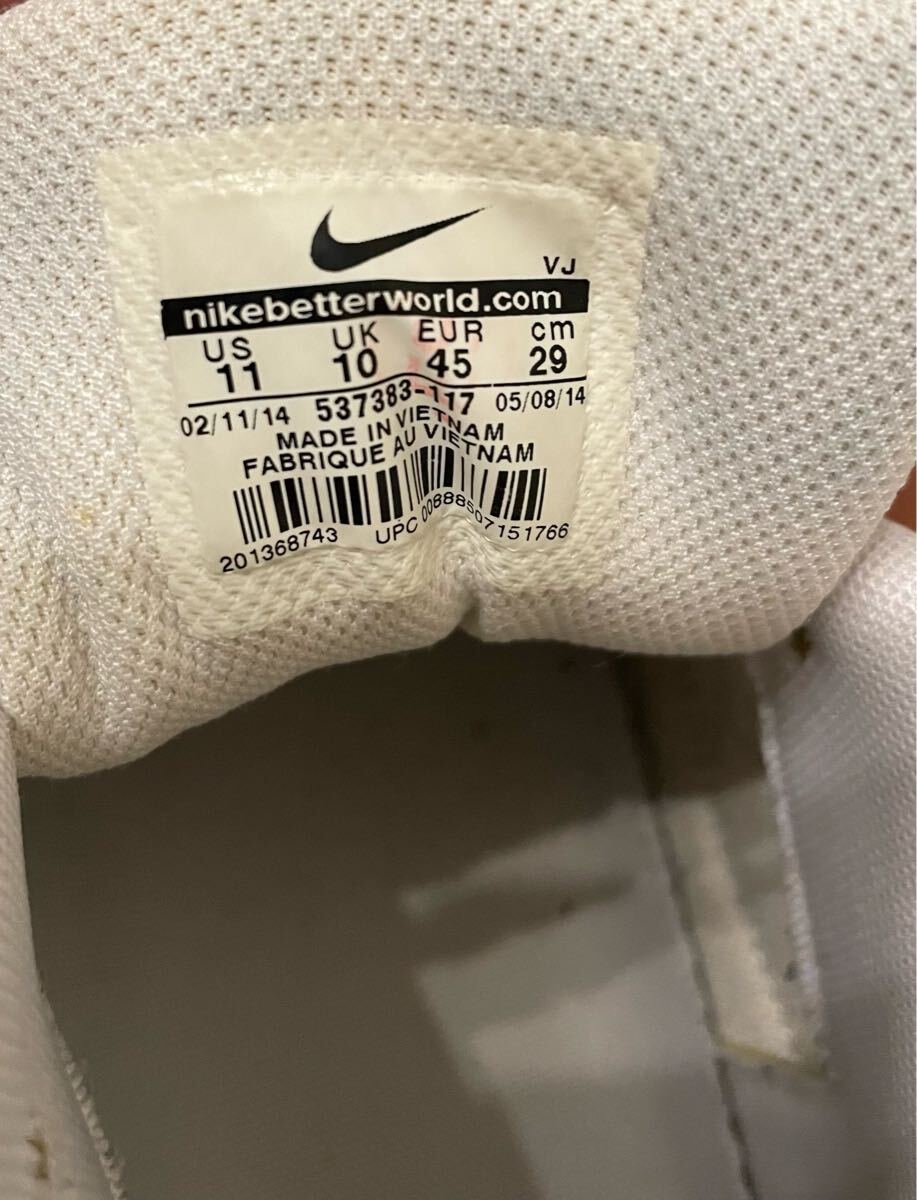 VJ
nikebetterworld.com
US UK EUR cm
11 10 45 29
02/11/14 537383-117 05/08/14
MADE IN VIETNAM
FABRIQUE AU VIETNAM
201368743 UPC 00888507151766